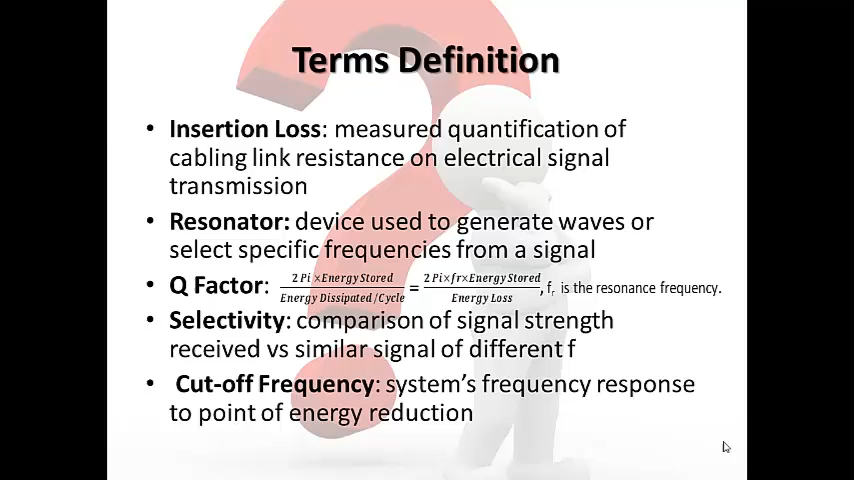 Terms Definition
• Insertion Loss: measured quantification of
cabling link resistance on electrical signal
transmission
• Resonator: device used to generate waves or
select specific frequencies from a signal
• Q Factor: 2 Pi ×Energy Stored / Energy Dissipated/Cycle = 2 Pi×fr×Energy Stored / Energy Loss, fr is the resonance frequency.
• Selectivity: comparison of signal strength
received vs similar signal of different f
• Cut-off Frequency: system's frequency response
to point of energy reduction